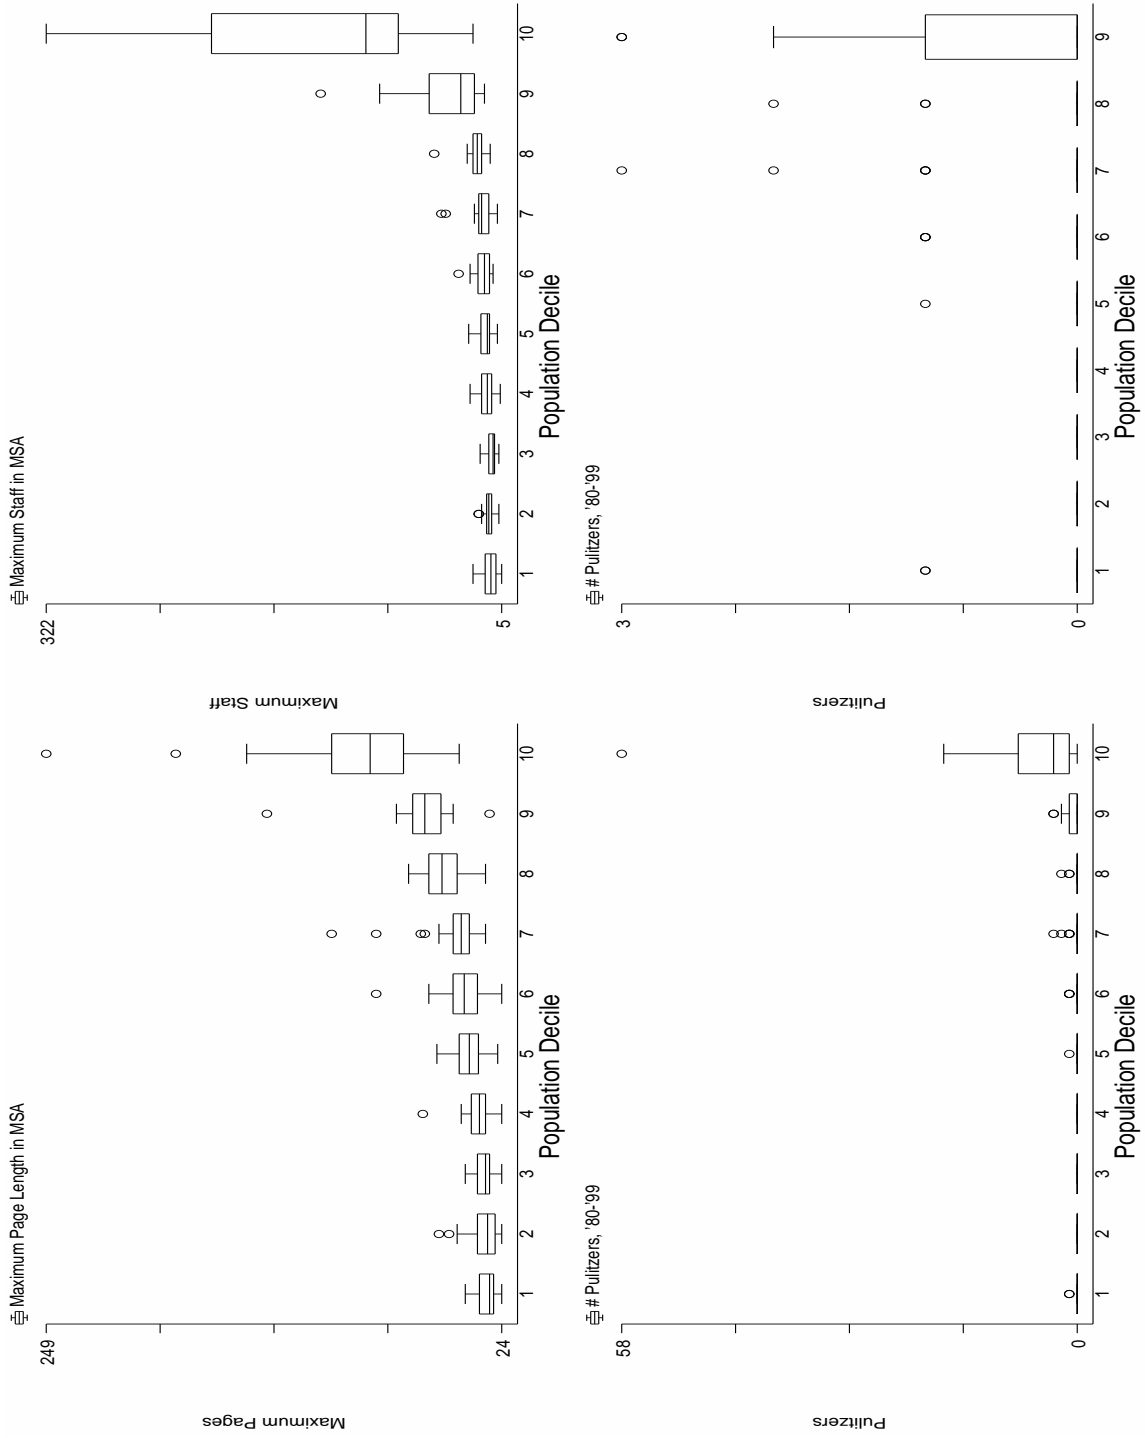 Maximum Page Length in MSA
Maximum Pages
249
24
1 2 3 4 5 6 7 8 9 10
Population Decile
Maximum Staff in MSA
Maximum Staff
322
5
1 2 3 4 5 6 7 8 9 10
Population Decile
# Pulitzers, '80-'99
Pulitzers
58
0
1 2 3 4 5 6 7 8 9 10
Population Decile
# Pulitzers, '80-'99
Pulitzers
3
0
1 2 3 4 5 6 7 8 9
Population Decile